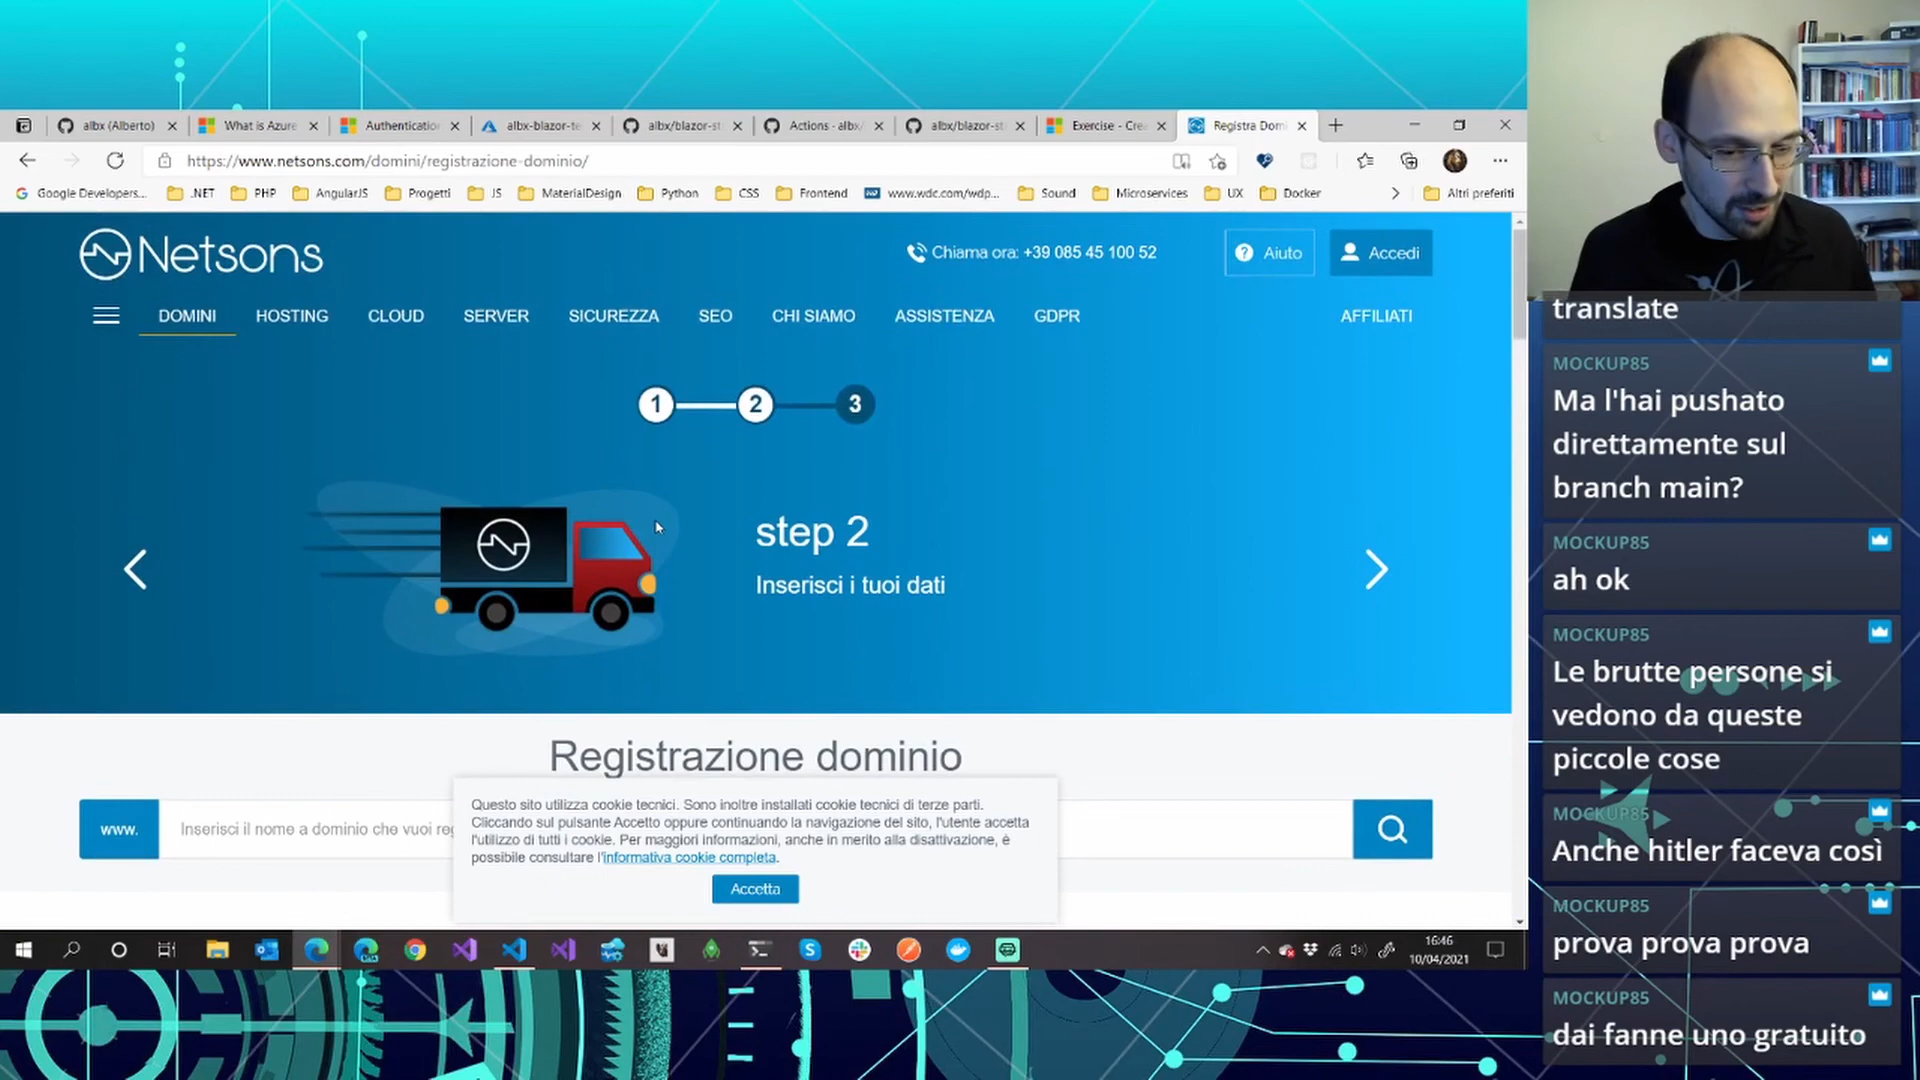 albx (Alberto)
What is Azure
Authentication
albx-blazor-te
albx/blazor-st
Actions - albx/
albx/blazor-st
Exercise - Crea
Registra Domi
https://www.netsons.com/domini/registrazione-dominio/
Google Developers...
.NET
PHP
AngularJS
Progetti
JS
MaterialDesign
Python
CSS
Frontend
www.wdc.com/wdp...
Sound
Microservices
UX
Docker
Altri preferiti
Netsons
Chiama ora: +39 085 45 100 52
Aiuto
Accedi
DOMINI
HOSTING
CLOUD
SERVER
SICUREZZA
SEO
CHI SIAMO
ASSISTENZA
GDPR
AFFILIATI
1
2
3
step 2
Inserisci i tuoi dati
Registrazione dominio
www.
Inserisci il nome a dominio che vuoi reg
Questo sito utilizza cookie tecnici. Sono inoltre installati cookie tecnici di terze parti.
Cliccando sul pulsante Accetto oppure continuando la navigazione del sito, l'utente accetta
l'utilizzo di tutti i cookie. Per maggiori informazioni, anche in merito alla disattivazione, è
possibile consultare l'informativa cookie completa.
Accetta
16:46
10/04/2021
translate
MOCKUP85
Ma l'hai pushato
direttamente sul
branch main?
MOCKUP85
ah ok
MOCKUP85
Le brutte persone si
vedono da queste
piccole cose
MOCKUP85
Anche hitler faceva così
MOCKUP85
prova prova prova
MOCKUP85
dai fanne uno gratuito